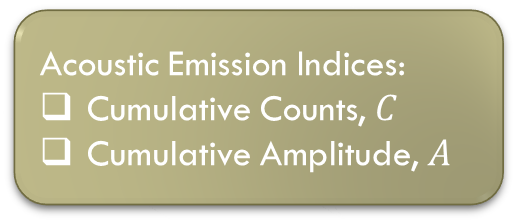 Acoustic Emission Indices:
❑ Cumulative Counts, C
❑ Cumulative Amplitude, A